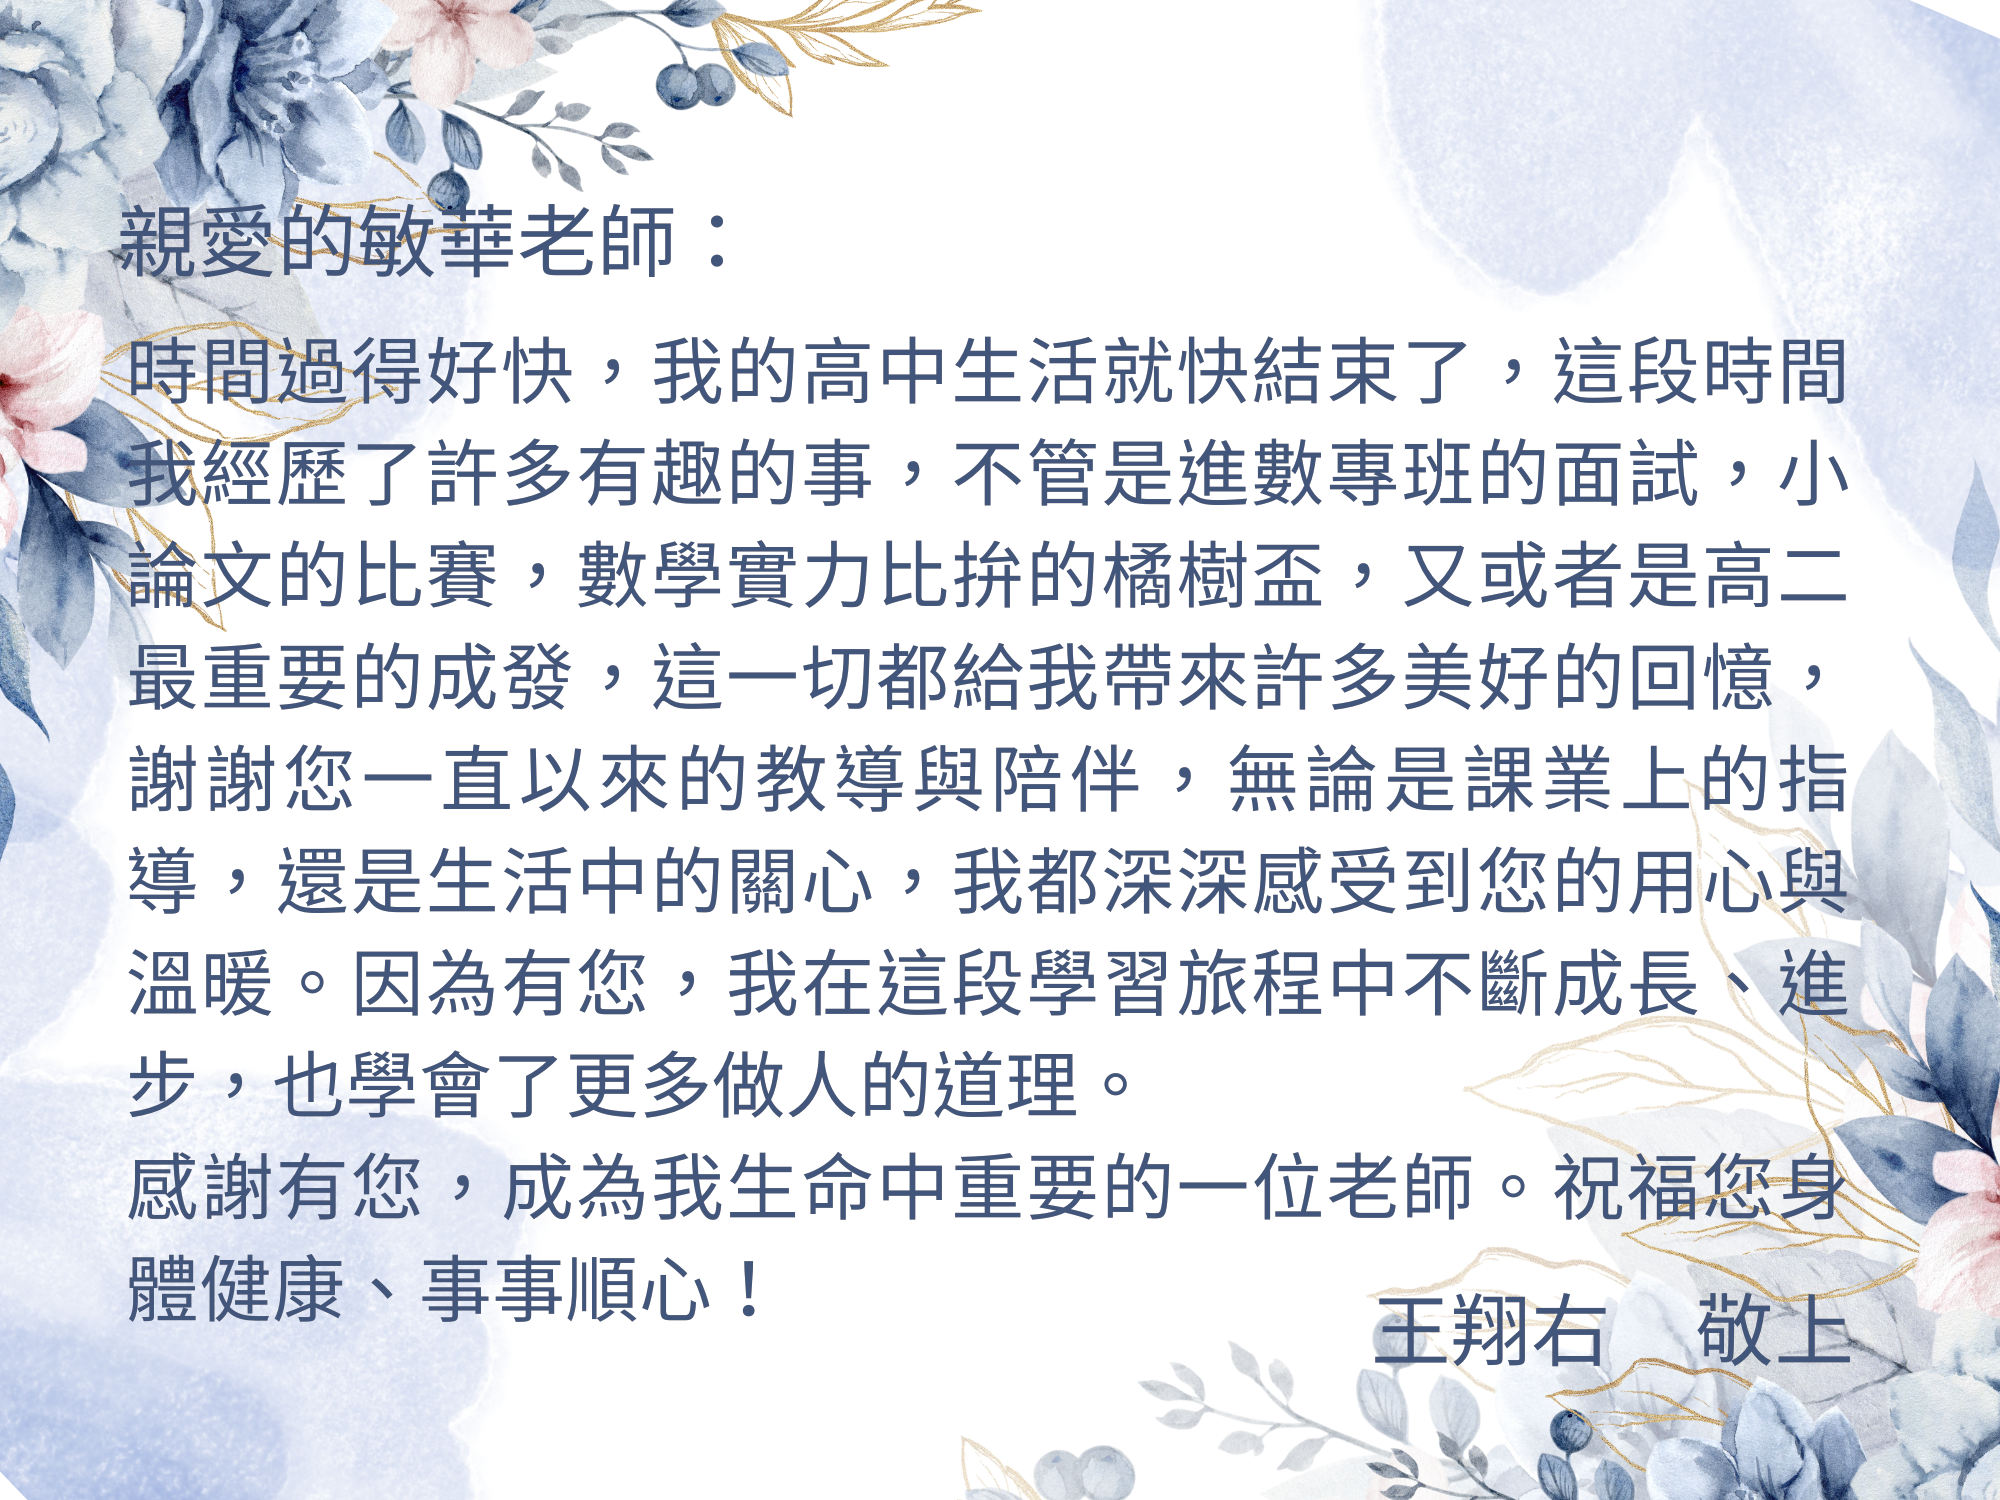 親愛的敏華老師：
時間過得好快，我的高中生活就快結束了，這段時間
我經歷了許多有趣的事，不管是進數專班的面試，小
論文的比賽，數學實力比拚的橘樹盃，又或者是高二
最重要的成發，這一切都給我帶來許多美好的回憶，
謝謝您一直以來的教導與陪伴，無論是課業上的指
導，還是生活中的關心，我都深深感受到您的用心與
溫暖。因為有您，我在這段學習旅程中不斷成長、進
步，也學會了更多做人的道理。
感謝有您，成為我生命中重要的一位老師。祝福您身
體健康、事事順心！
王翔右　敬上